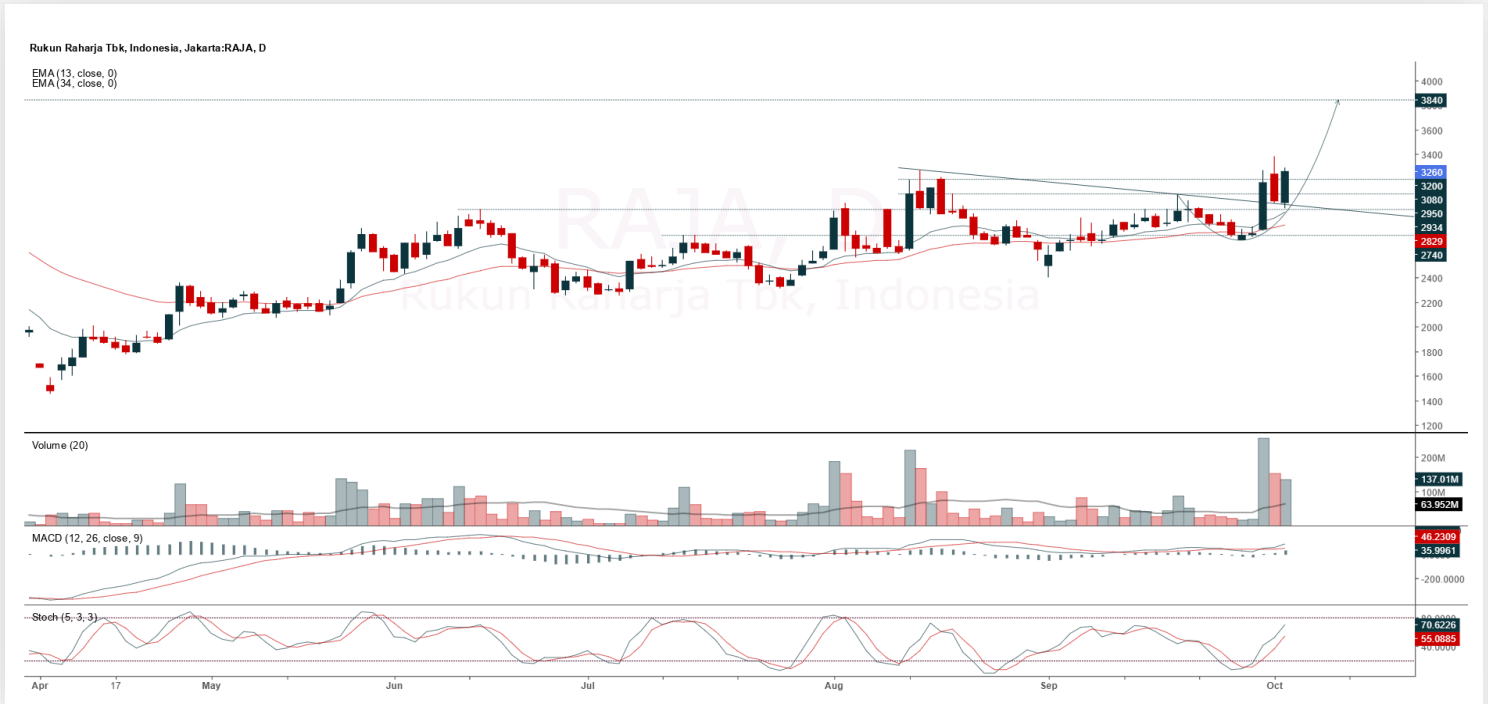 Rukun Raharja Tbk, Indonesia, Jakarta:RAJA, D
EMA (13, close, 0)
EMA (34, close, 0)
RAJA, D
Rukun Raharja Tbk, Indonesia
4000
3840
3600
3400
3260
3200
3080
2950
2934
2829
2740
2400
2200
2000
1800
1600
1400
1200
Volume (20)
200M
137.01M
100M
63.952M
MACD (12, 26, close, 9)
46.2309
35.9961
-200.0000
Stoch (5, 3, 3)
70.6226
55.0885
40.0000
Apr 17 May Jun Jul Aug Sep Oct